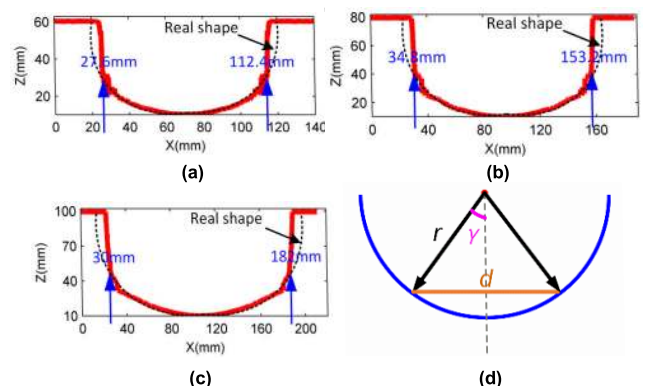 60
40
20
Z(mm)
Real shape
27.6mm
112.4mm
0
20
40
60
80
100
120
140
X(mm)
(a)
80
60
40
20
Z(mm)
Real shape
34.8mm
153.2mm
0
40
80
120
160
X(mm)
(b)
100
70
40
10
Z(mm)
Real shape
30mm
182mm
0
40
80
120
160
200
X(mm)
(c)
r
γ
d
(d)